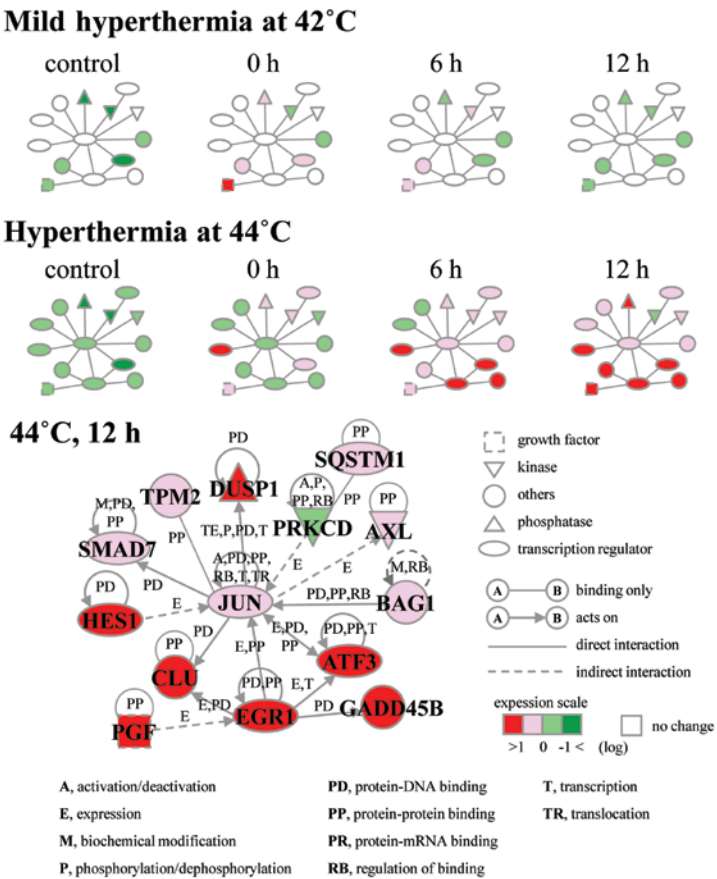 Mild hyperthermia at 42˚C
control 0 h 6 h 12 h
Hyperthermia at 44˚C
control 0 h 6 h 12 h
44˚C, 12 h
PD
PP
SQSTM1
DUSP1
A,P,
PP,RB
PP
PP
TPM2
PRKCD
AXL
M,PD,
PP
PP
TE,P,PD,T
SMAD7
A,PD,PP,
RB,T,TR
E
E
M,RB
PD
PD
JUN
PD,PP,RB
BAG1
HES1
E
PP
PD
E,PP
E,PD,
PP
PD,PP,T
CLU
ATF3
PD,PP
E,T
PP
E,PD
PGF
E
EGR1
PD
GADD45B
growth factor
kinase
others
phosphatase
transcription regulator
A B binding only
A B acts on
direct interaction
indirect interaction
expession scale
no change
>1 0 -1 < (log)
A, activation/deactivation
E, expression
M, biochemical modification
P, phosphorylation/dephosphorylation
PD, protein-DNA binding
PP, protein-protein binding
PR, protein-mRNA binding
RB, regulation of binding
T, transcription
TR, translocation